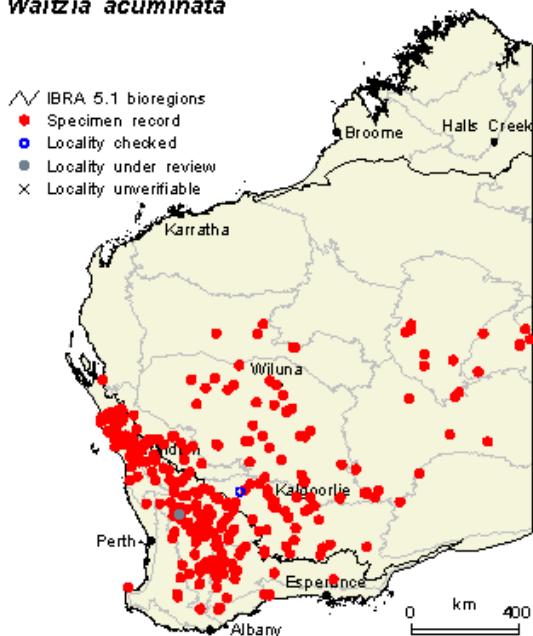 Waitzia acuminata
IBRA 5.1 bioregions
Specimen record
Locality checked
Locality under review
Locality unverifiable
Broome
Halls Creek
Karratha
Wiluna
Kalgoorlie
Perth
Esperance
Albany
km
0 400